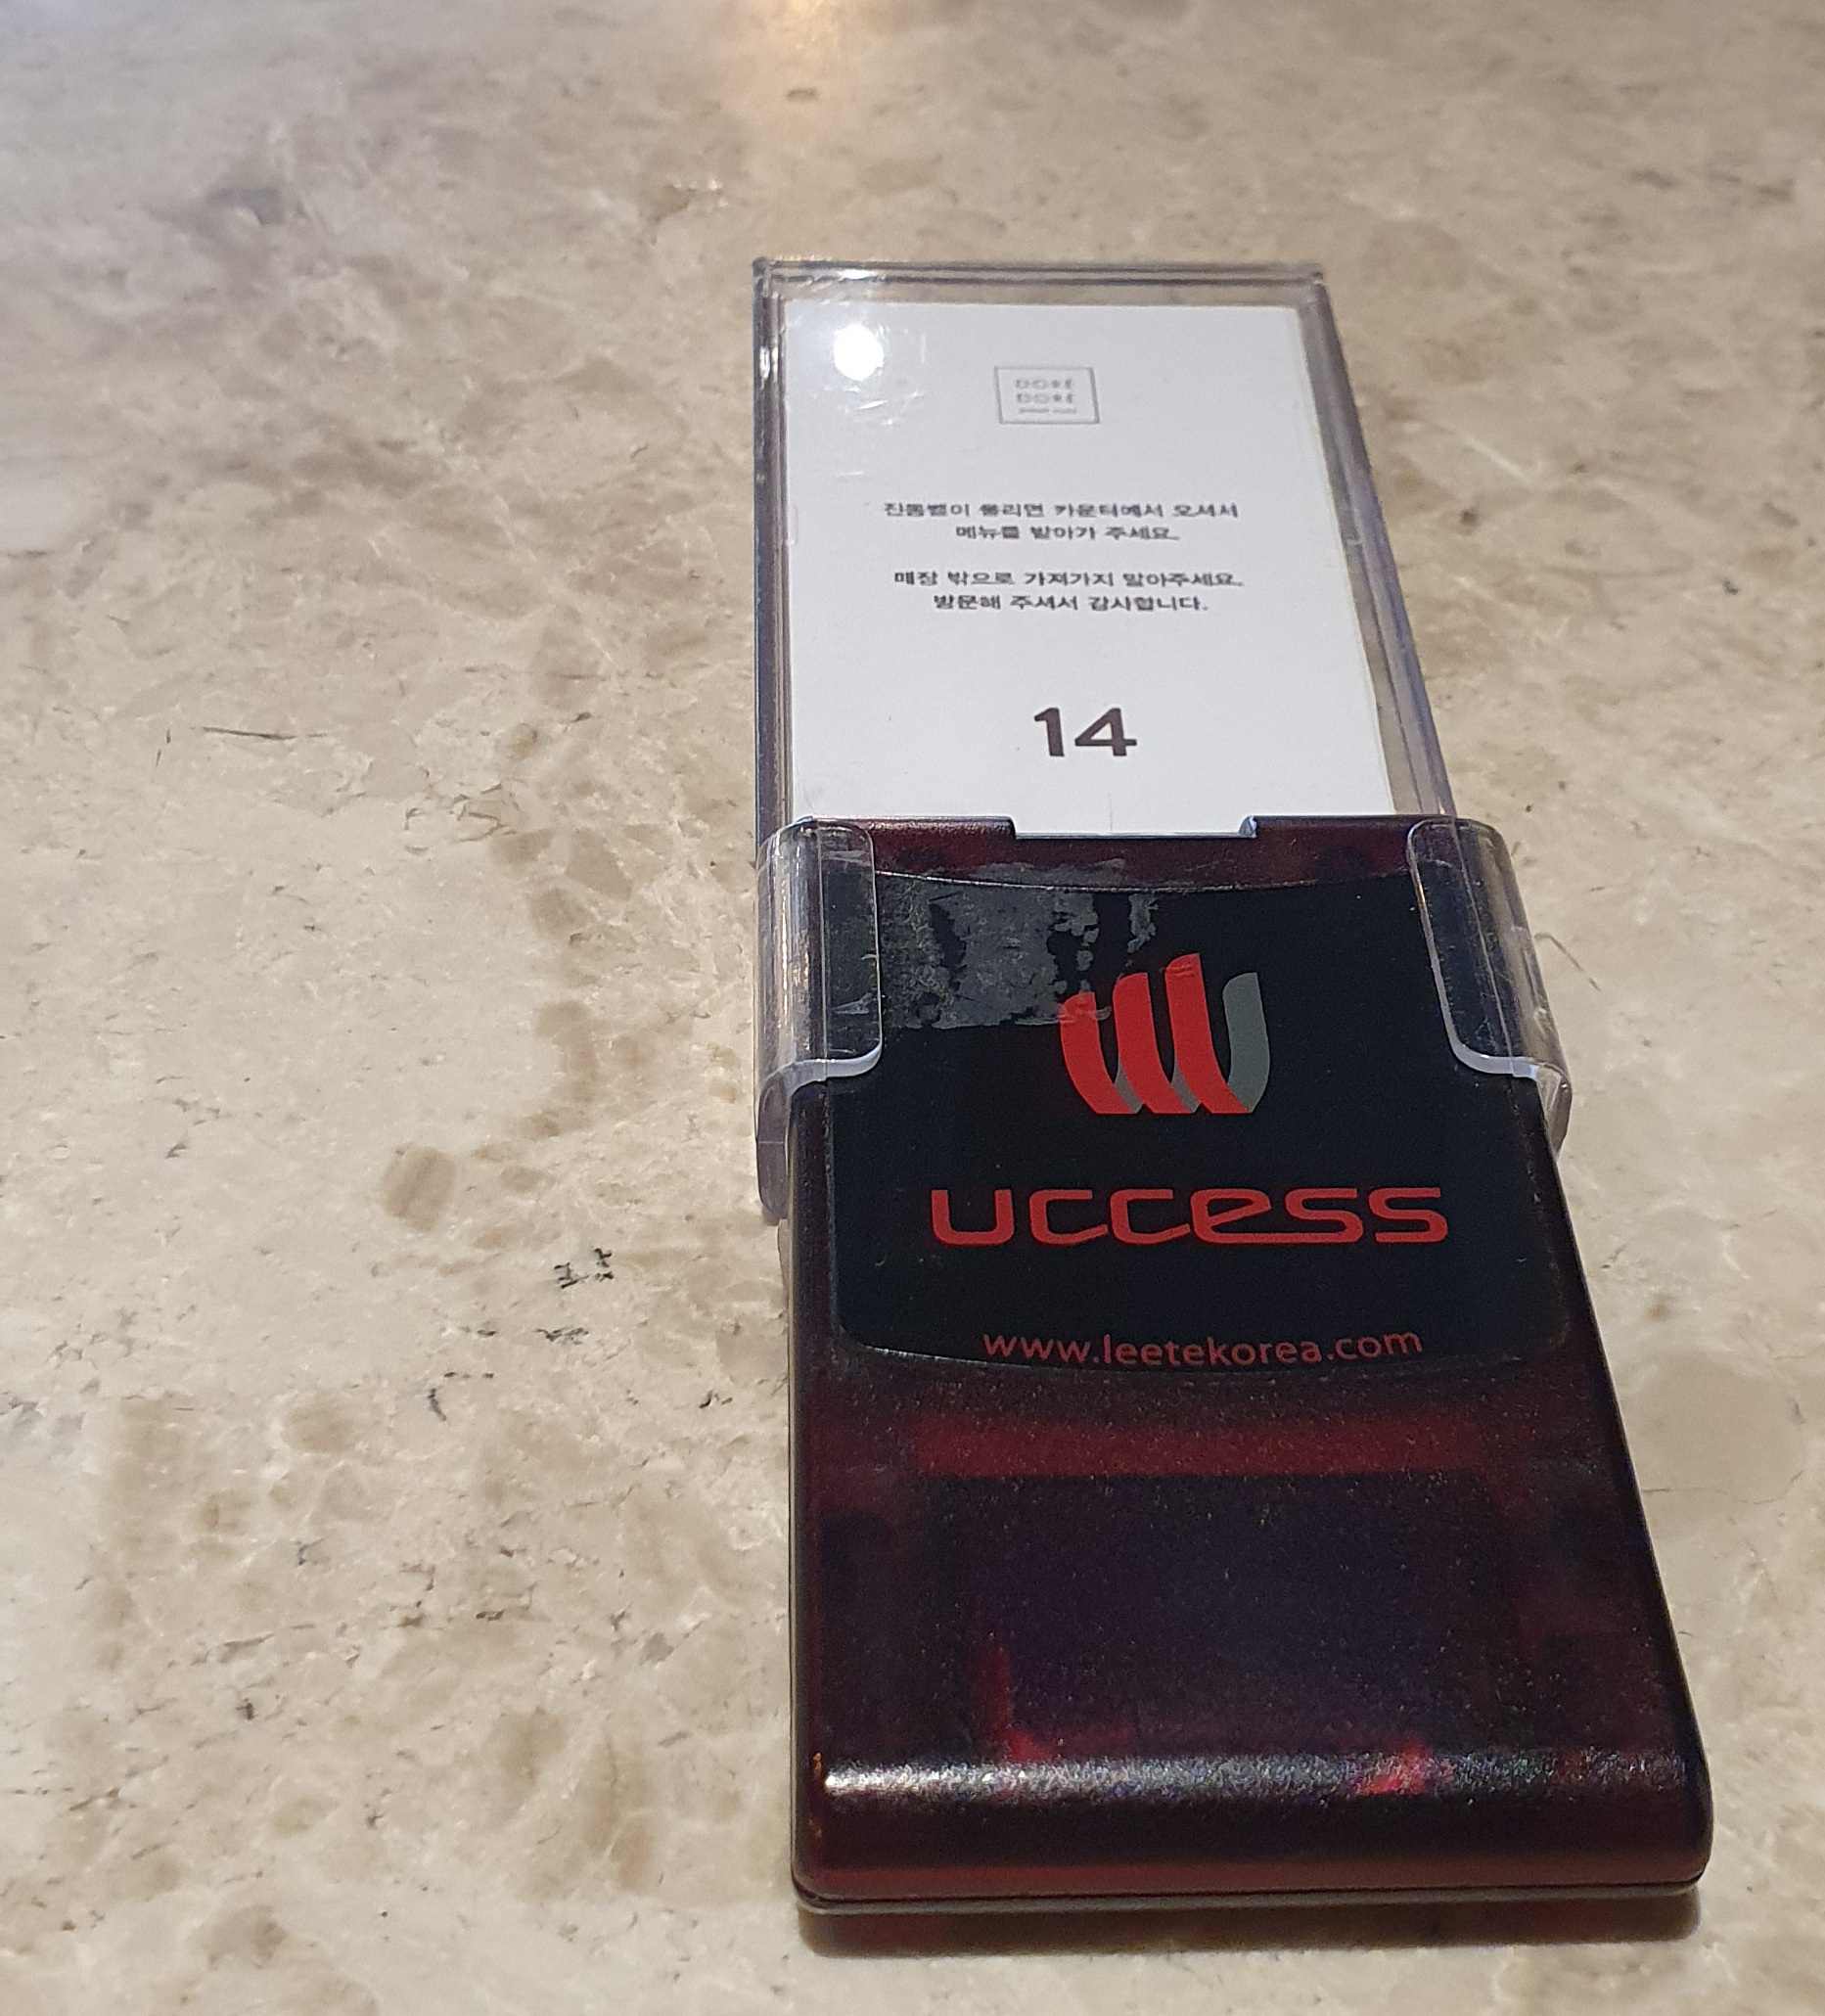 DORÉ
DORÉ
진동벨이 울리면 카운터에서 오셔서
메뉴를 받아가 주세요.
매장 밖으로 가져가지 말아주세요.
방문해 주셔서 감사합니다.
14
uccess
www.leetekorea.com